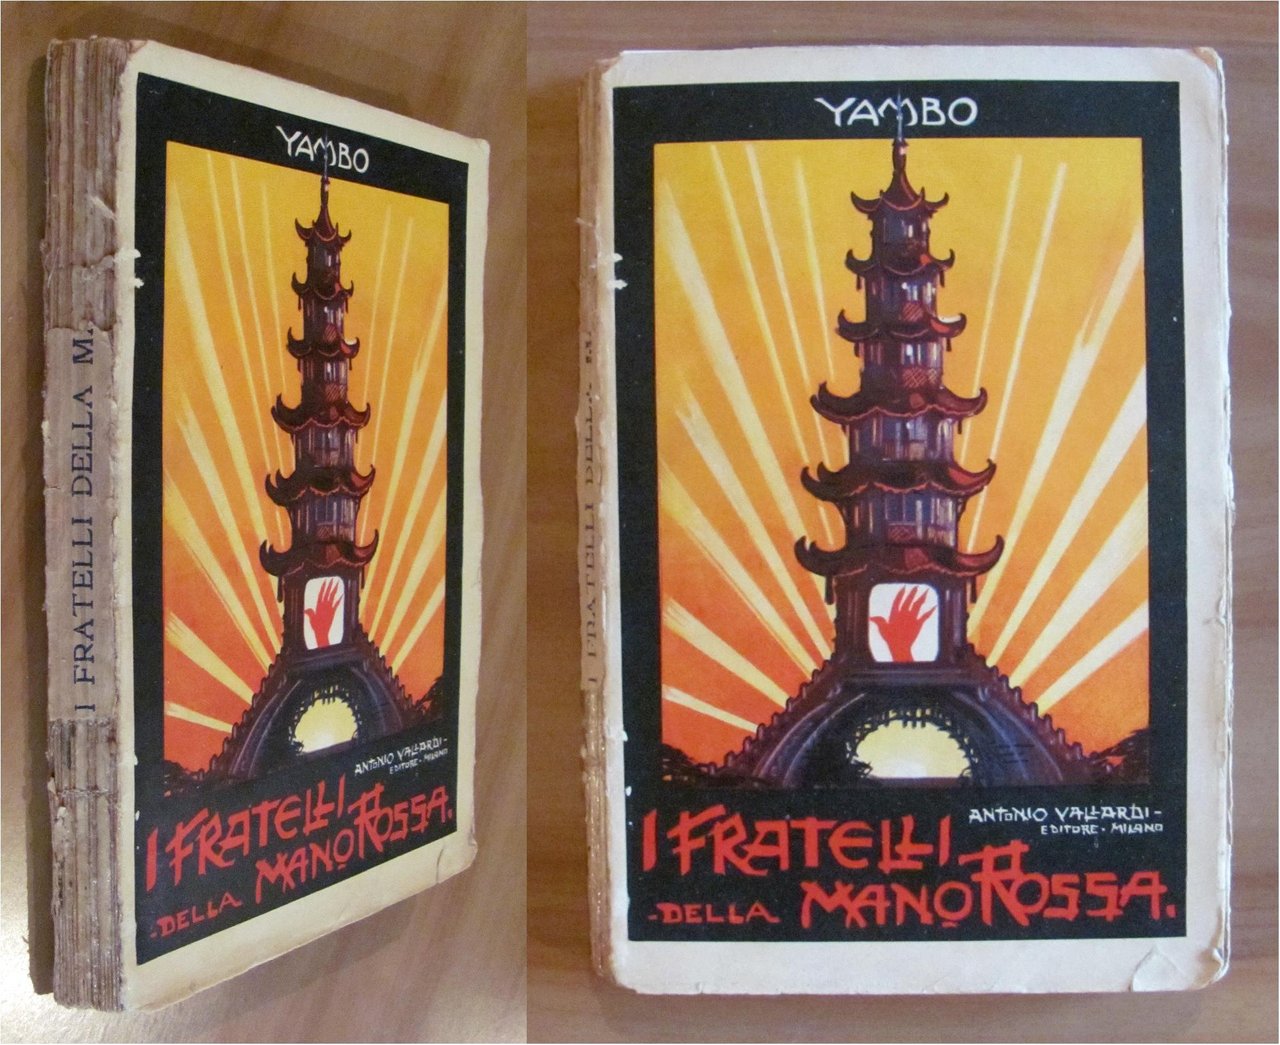 I FRATELLI DELLA M.
YAMBO
ANTONIO VALLARDI -
EDITORE - MILANO
I FRATELLI
- DELLA MANO ROSSA.
I FRATELLI DELLA
YAMBO
ANTONIO VALLARDI -
EDITORE - MILANO
I FRATELLI
- DELLA MANO ROSSA.